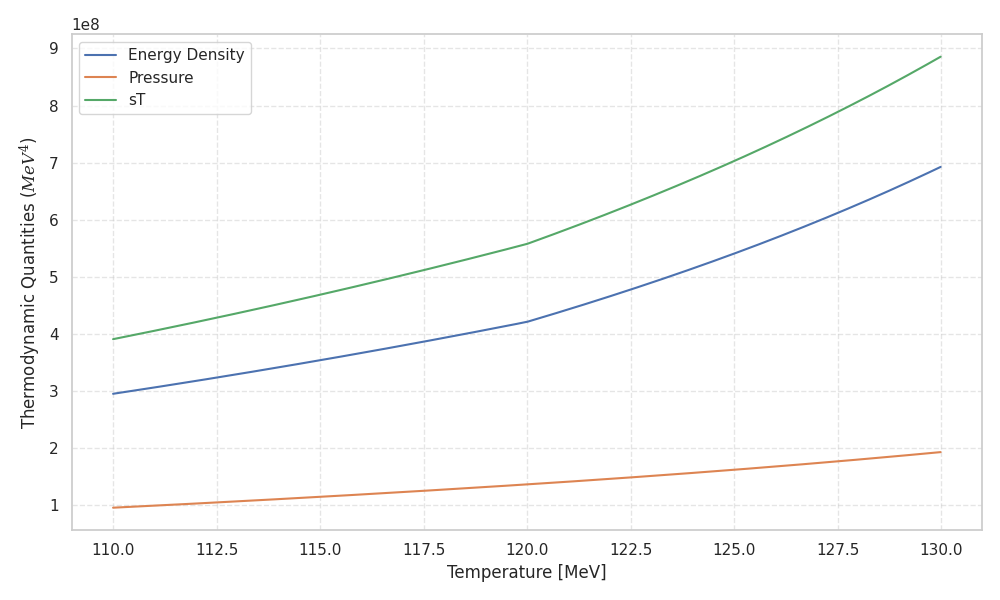 1e8
Energy Density
Pressure
sT
9
8
7
6
5
4
3
2
1
Thermodynamic Quantities (MeV⁴)
110.0 112.5 115.0 117.5 120.0 122.5 125.0 127.5 130.0
Temperature [MeV]